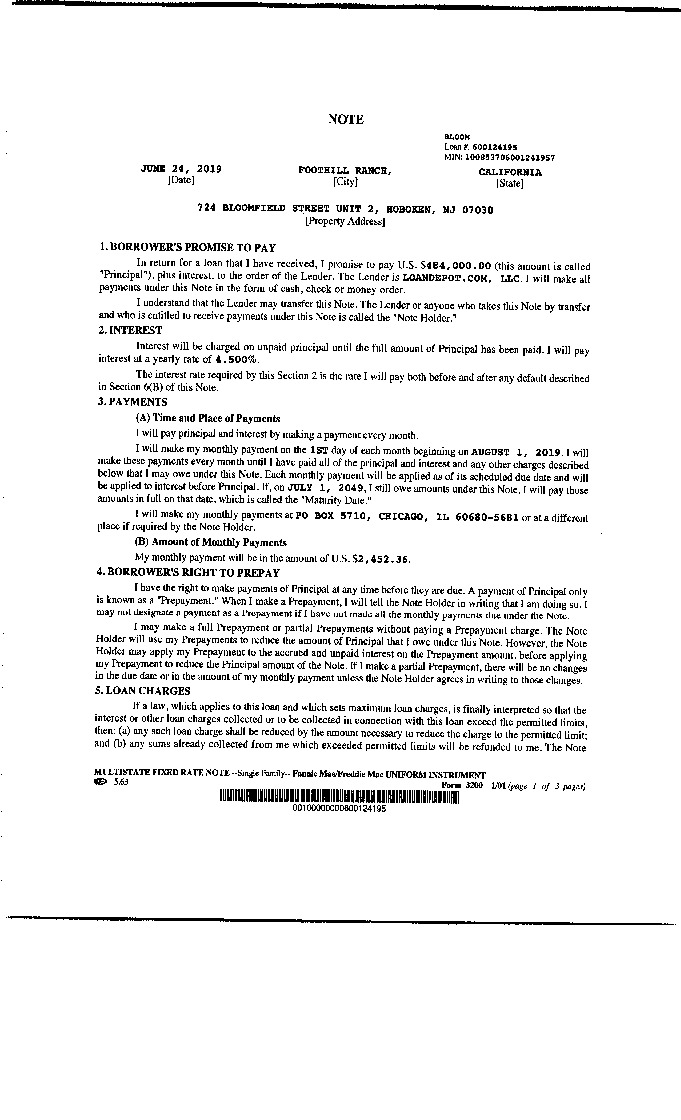 NOTE
BLOOM
Loan #: 600124195
MIN: 100853706001241957
JUNE 24, 2019 FOOTHILL RANCH, CALIFORNIA
[Date] [City] [State]
724 BLOOMFIELD STREET UNIT 2, HOBOKEN, NJ 07030
[Property Address]
1. BORROWER'S PROMISE TO PAY
In return for a loan that I have received, I promise to pay U.S. $484,000.00 (this amount is called
"Principal"), plus interest, to the order of the Lender. The Lender is LOANDEPOT.COM, LLC. I will make all
payments under this Note in the form of cash, check or money order.
I understand that the Lender may transfer this Note. The Lender or anyone who takes this Note by transfer
and who is entitled to receive payments under this Note is called the "Note Holder."
2. INTEREST
Interest will be charged on unpaid principal until the full amount of Principal has been paid. I will pay
interest at a yearly rate of 4.500%.
The interest rate required by this Section 2 is the rate I will pay both before and after any default described
in Section 6(B) of this Note.
3. PAYMENTS
(A) Time and Place of Payments
I will pay principal and interest by making a payment every month.
I will make my monthly payment on the 1ST day of each month beginning on AUGUST 1, 2019. I will
make these payments every month until I have paid all of the principal and interest and any other charges described
below that I may owe under this Note. Each monthly payment will be applied as of its scheduled due date and will
be applied to interest before Principal. If, on JULY 1, 2049, I still owe amounts under this Note, I will pay those
amounts in full on that date, which is called the "Maturity Date."
I will make my monthly payments at PO BOX 5710, CHICAGO, IL 60680-5681 or at a different
place if required by the Note Holder.
(B) Amount of Monthly Payments
My monthly payment will be in the amount of U.S. $2,452.36.
4. BORROWER'S RIGHT TO PREPAY
I have the right to make payments of Principal at any time before they are due. A payment of Principal only
is known as a "Prepayment." When I make a Prepayment, I will tell the Note Holder in writing that I am doing so. I
may not designate a payment as a Prepayment if I have not made all the monthly payments due under the Note.
I may make a full Prepayment or partial Prepayments without paying a Prepayment charge. The Note
Holder will use my Prepayments to reduce the amount of Principal that I owe under this Note. However, the Note
Holder may apply my Prepayment to the accrued and unpaid interest on the Prepayment amount, before applying
my Prepayment to reduce the Principal amount of the Note. If I make a partial Prepayment, there will be no changes
in the due date or in the amount of my monthly payment unless the Note Holder agrees in writing to those changes.
5. LOAN CHARGES
If a law, which applies to this loan and which sets maximum loan charges, is finally interpreted so that the
interest or other loan charges collected or to be collected in connection with this loan exceed the permitted limits,
then: (a) any such loan charge shall be reduced by the amount necessary to reduce the charge to the permitted limit;
and (b) any sums already collected from me which exceeded permitted limits will be refunded to me. The Note
MULTISTATE FIXED RATE NOTE --Single Family-- Fannie Mae/Freddie Mac UNIFORM INSTRUMENT
5.63 Form 3200 1/01 (page 1 of 3 pages)